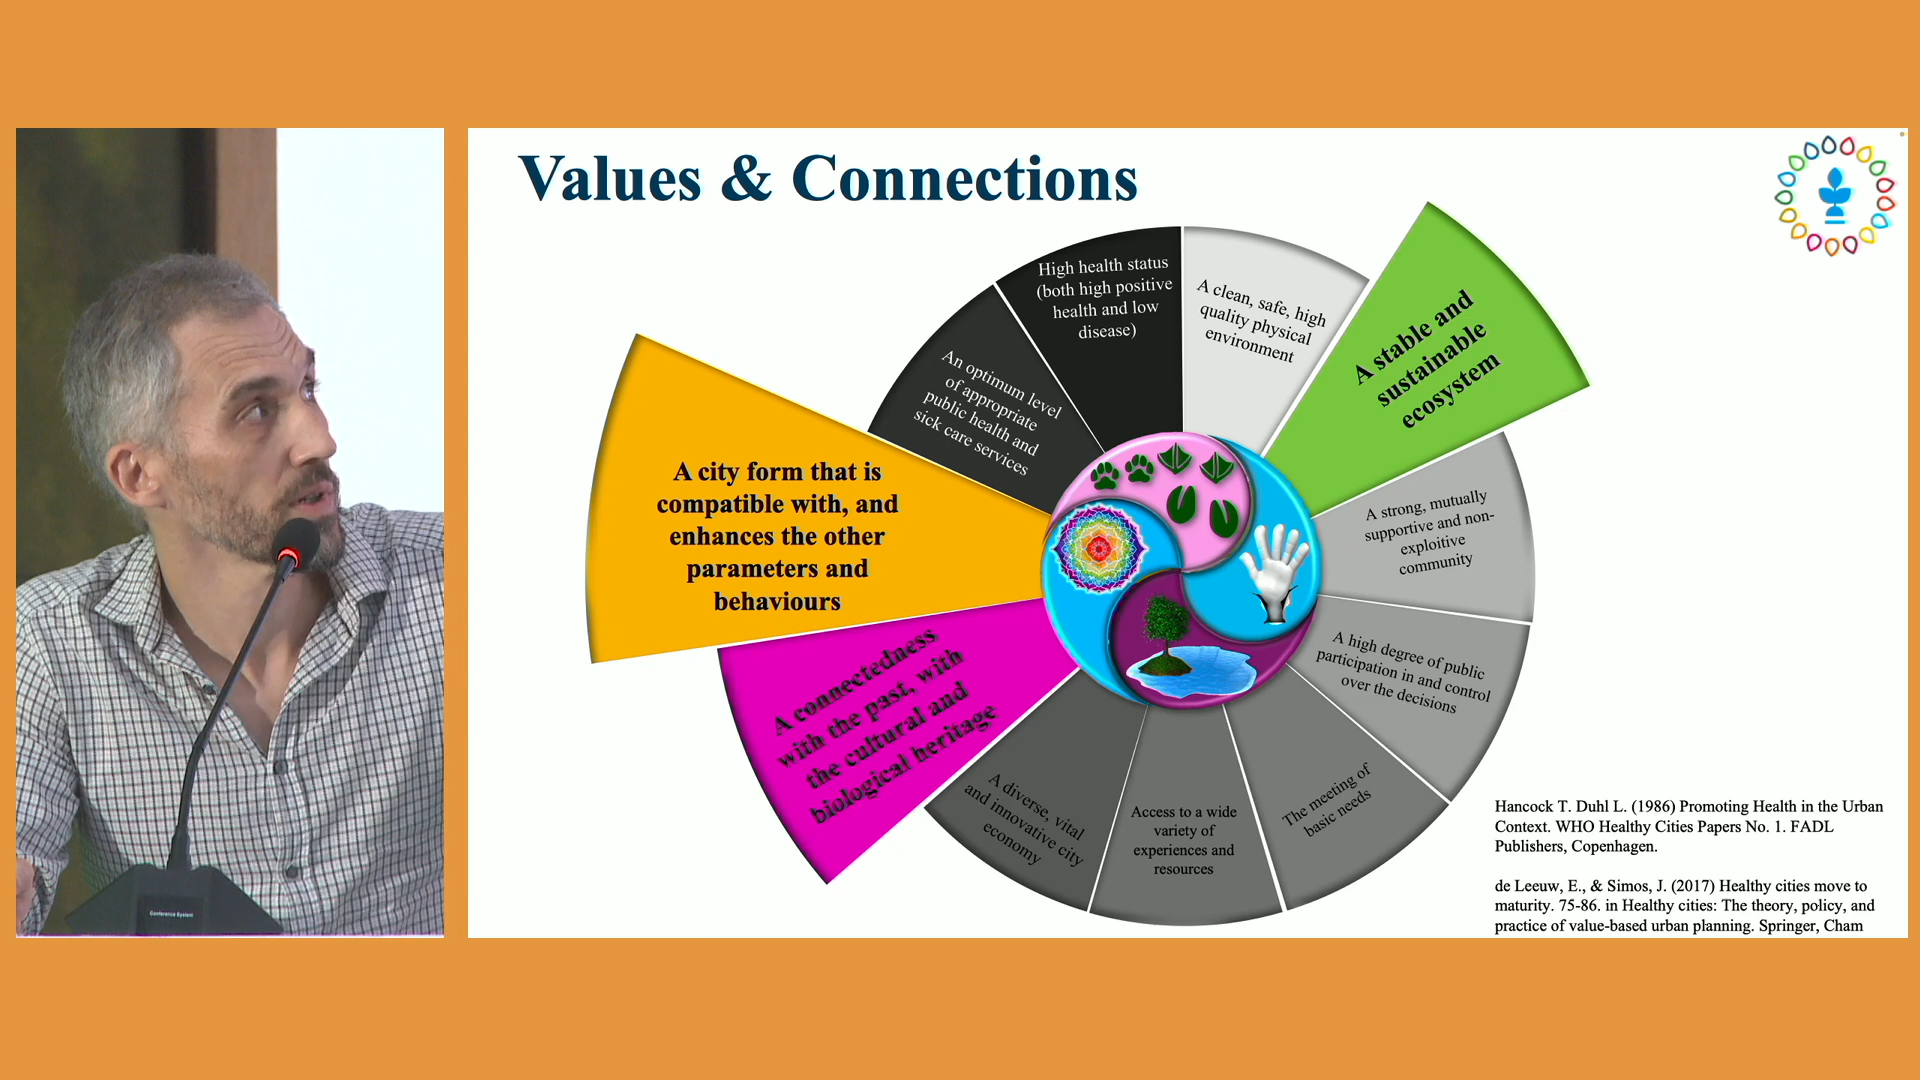 Values & Connections
High health status
(both high positive
health and low
disease)
A clean, safe, high
quality physical
environment
A stable and
sustainable
ecosystem
A strong, mutually
supportive and non-
exploitive
community
A high degree of public
participation in and control
over the decisions
The meeting of
basic needs
Access to a wide
variety of
experiences and
resources
A diverse, vital
and innovative city
economy
A connectedness
with the past, with
the cultural and
biological heritage
A city form that is
compatible with, and
enhances the other
parameters and
behaviours
An optimum level
of appropriate
public health and
sick care services
Hancock T. Duhl L. (1986) Promoting Health in the Urban
Context. WHO Healthy Cities Papers No. 1. FADL
Publishers, Copenhagen.
de Leeuw, E., & Simos, J. (2017) Healthy cities move to
maturity. 75-86. in Healthy cities: The theory, policy, and
practice of value-based urban planning. Springer, Cham
Conference System